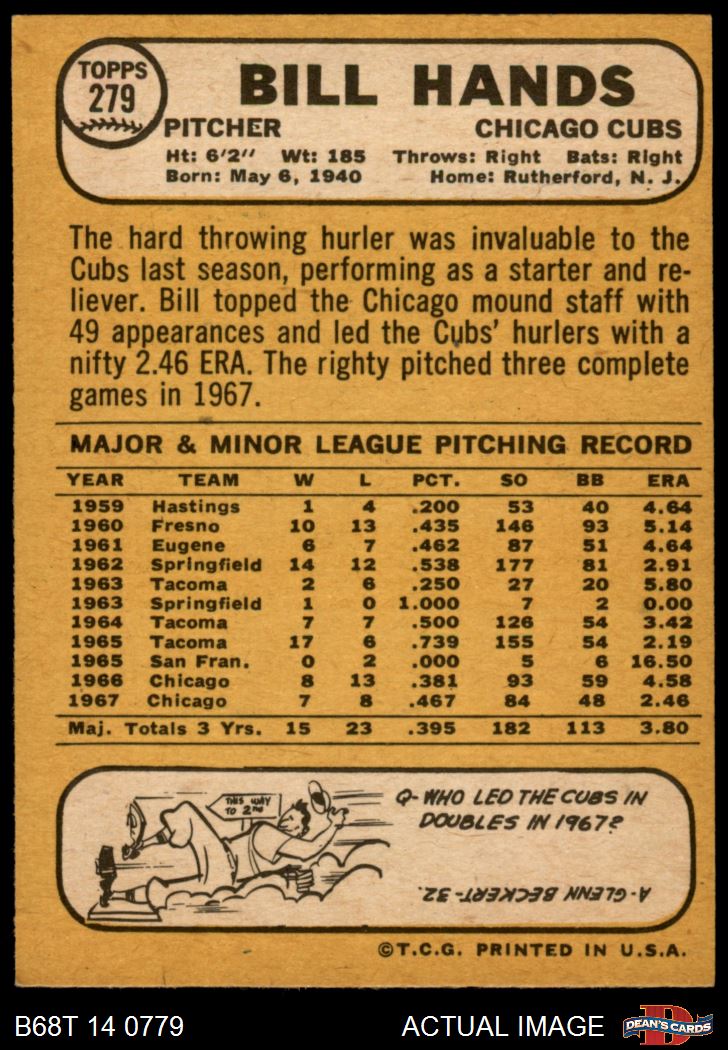 TOPPS
279
BILL HANDS
PITCHER CHICAGO CUBS
Ht: 6'2" Wt: 185 Throws: Right Bats: Right
Born: May 6, 1940 Home: Rutherford, N. J.
The hard throwing hurler was invaluable to the
Cubs last season, performing as a starter and re-
liever. Bill topped the Chicago mound staff with
49 appearances and led the Cubs' hurlers with a
nifty 2.46 ERA. The righty pitched three complete
games in 1967.
MAJOR & MINOR LEAGUE PITCHING RECORD
YEAR TEAM W L PCT. SO BB ERA
1959 Hastings 1 4 .200 53 40 4.64
1960 Fresno 10 13 .435 146 93 5.14
1961 Eugene 6 7 .462 87 51 4.64
1962 Springfield 14 12 .538 177 81 2.91
1963 Tacoma 2 6 .250 27 20 5.80
1963 Springfield 1 0 1.000 7 2 0.00
1964 Tacoma 7 7 .500 126 54 3.42
1965 Tacoma 17 6 .739 155 54 2.19
1965 San Fran. 0 2 .000 5 6 16.50
1966 Chicago 8 13 .381 93 59 4.58
1967 Chicago 7 8 .467 84 48 2.46
Maj. Totals 3 Yrs. 15 23 .395 182 113 3.80
THIS WAY
TO 2ND
Q-WHO LED THE CUBS IN
DOUBLES IN 1967?
A-GLENN BECKERT-32.
©T.C.G. PRINTED IN U.S.A.
B68T 14 0779 ACTUAL IMAGE
D
DEAN'S CARDS